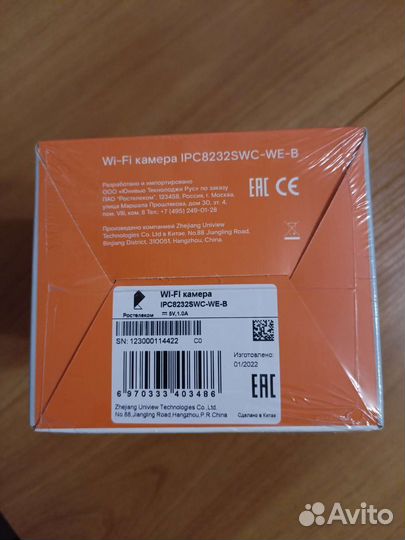 Wi-Fi камера IPC8232SWC-WE-B
Разработано и импортировано
ООО «Юнивью Текнолоджи Рус» по заказу
ПАО "Ростелеком", 123458, Россия, г. Москва,
улица Маршала Прошлякова, дом 30, эт. 4,
пом. VIII, ком. 8 Тел.: +7 (495) 249-01-28
ЕАС CE
Произведено компанией Zhejiang Uniview
Technologies Co. Ltd в Китае. No.88 Jiangling Road,
Binjiang District, 310051, Hangzhou, China.
Ростелеком
Wi-Fi камера
IPC8232SWC-WE-B
5V,1.0A
SN: 123000114422 C0
Изготовлено:
01/2022
6 970333 403486
ЕАС
Zhejiang Uniview Technologies Co.,Ltd.
No.88,Jiangling Road,Hangzhou,P.R.China
Сделано в Китае
Avito